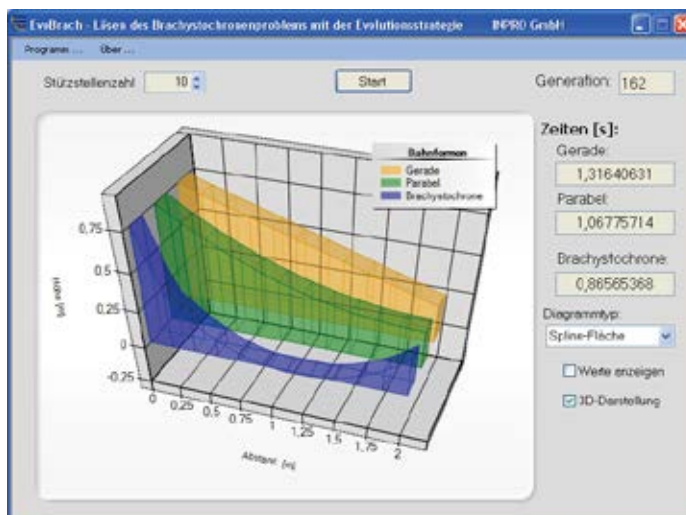 EvoBrach - Lösen des Brachystochronenproblems mit der Evolutionsstrategie INPRO GmbH
Programm ... Über ...
Stützstellenzahl 10 Start Generation: 162
Zeiten [s]:
Gerade:
1,31640631
Parabel:
1,06775714
Brachystochrone:
0,86565368
Diagrammtyp:
Spline-Fläche
Werte anzeigen
3D-Darstellung
Bahnformen
Gerade
Parabel
Brachystochrone
0,75
0,5
0,25
0
-0,25
Höhe [m]
0 0,25 0,5 0,75 1 1,25 1,5 1,75 2
Abstand [m]